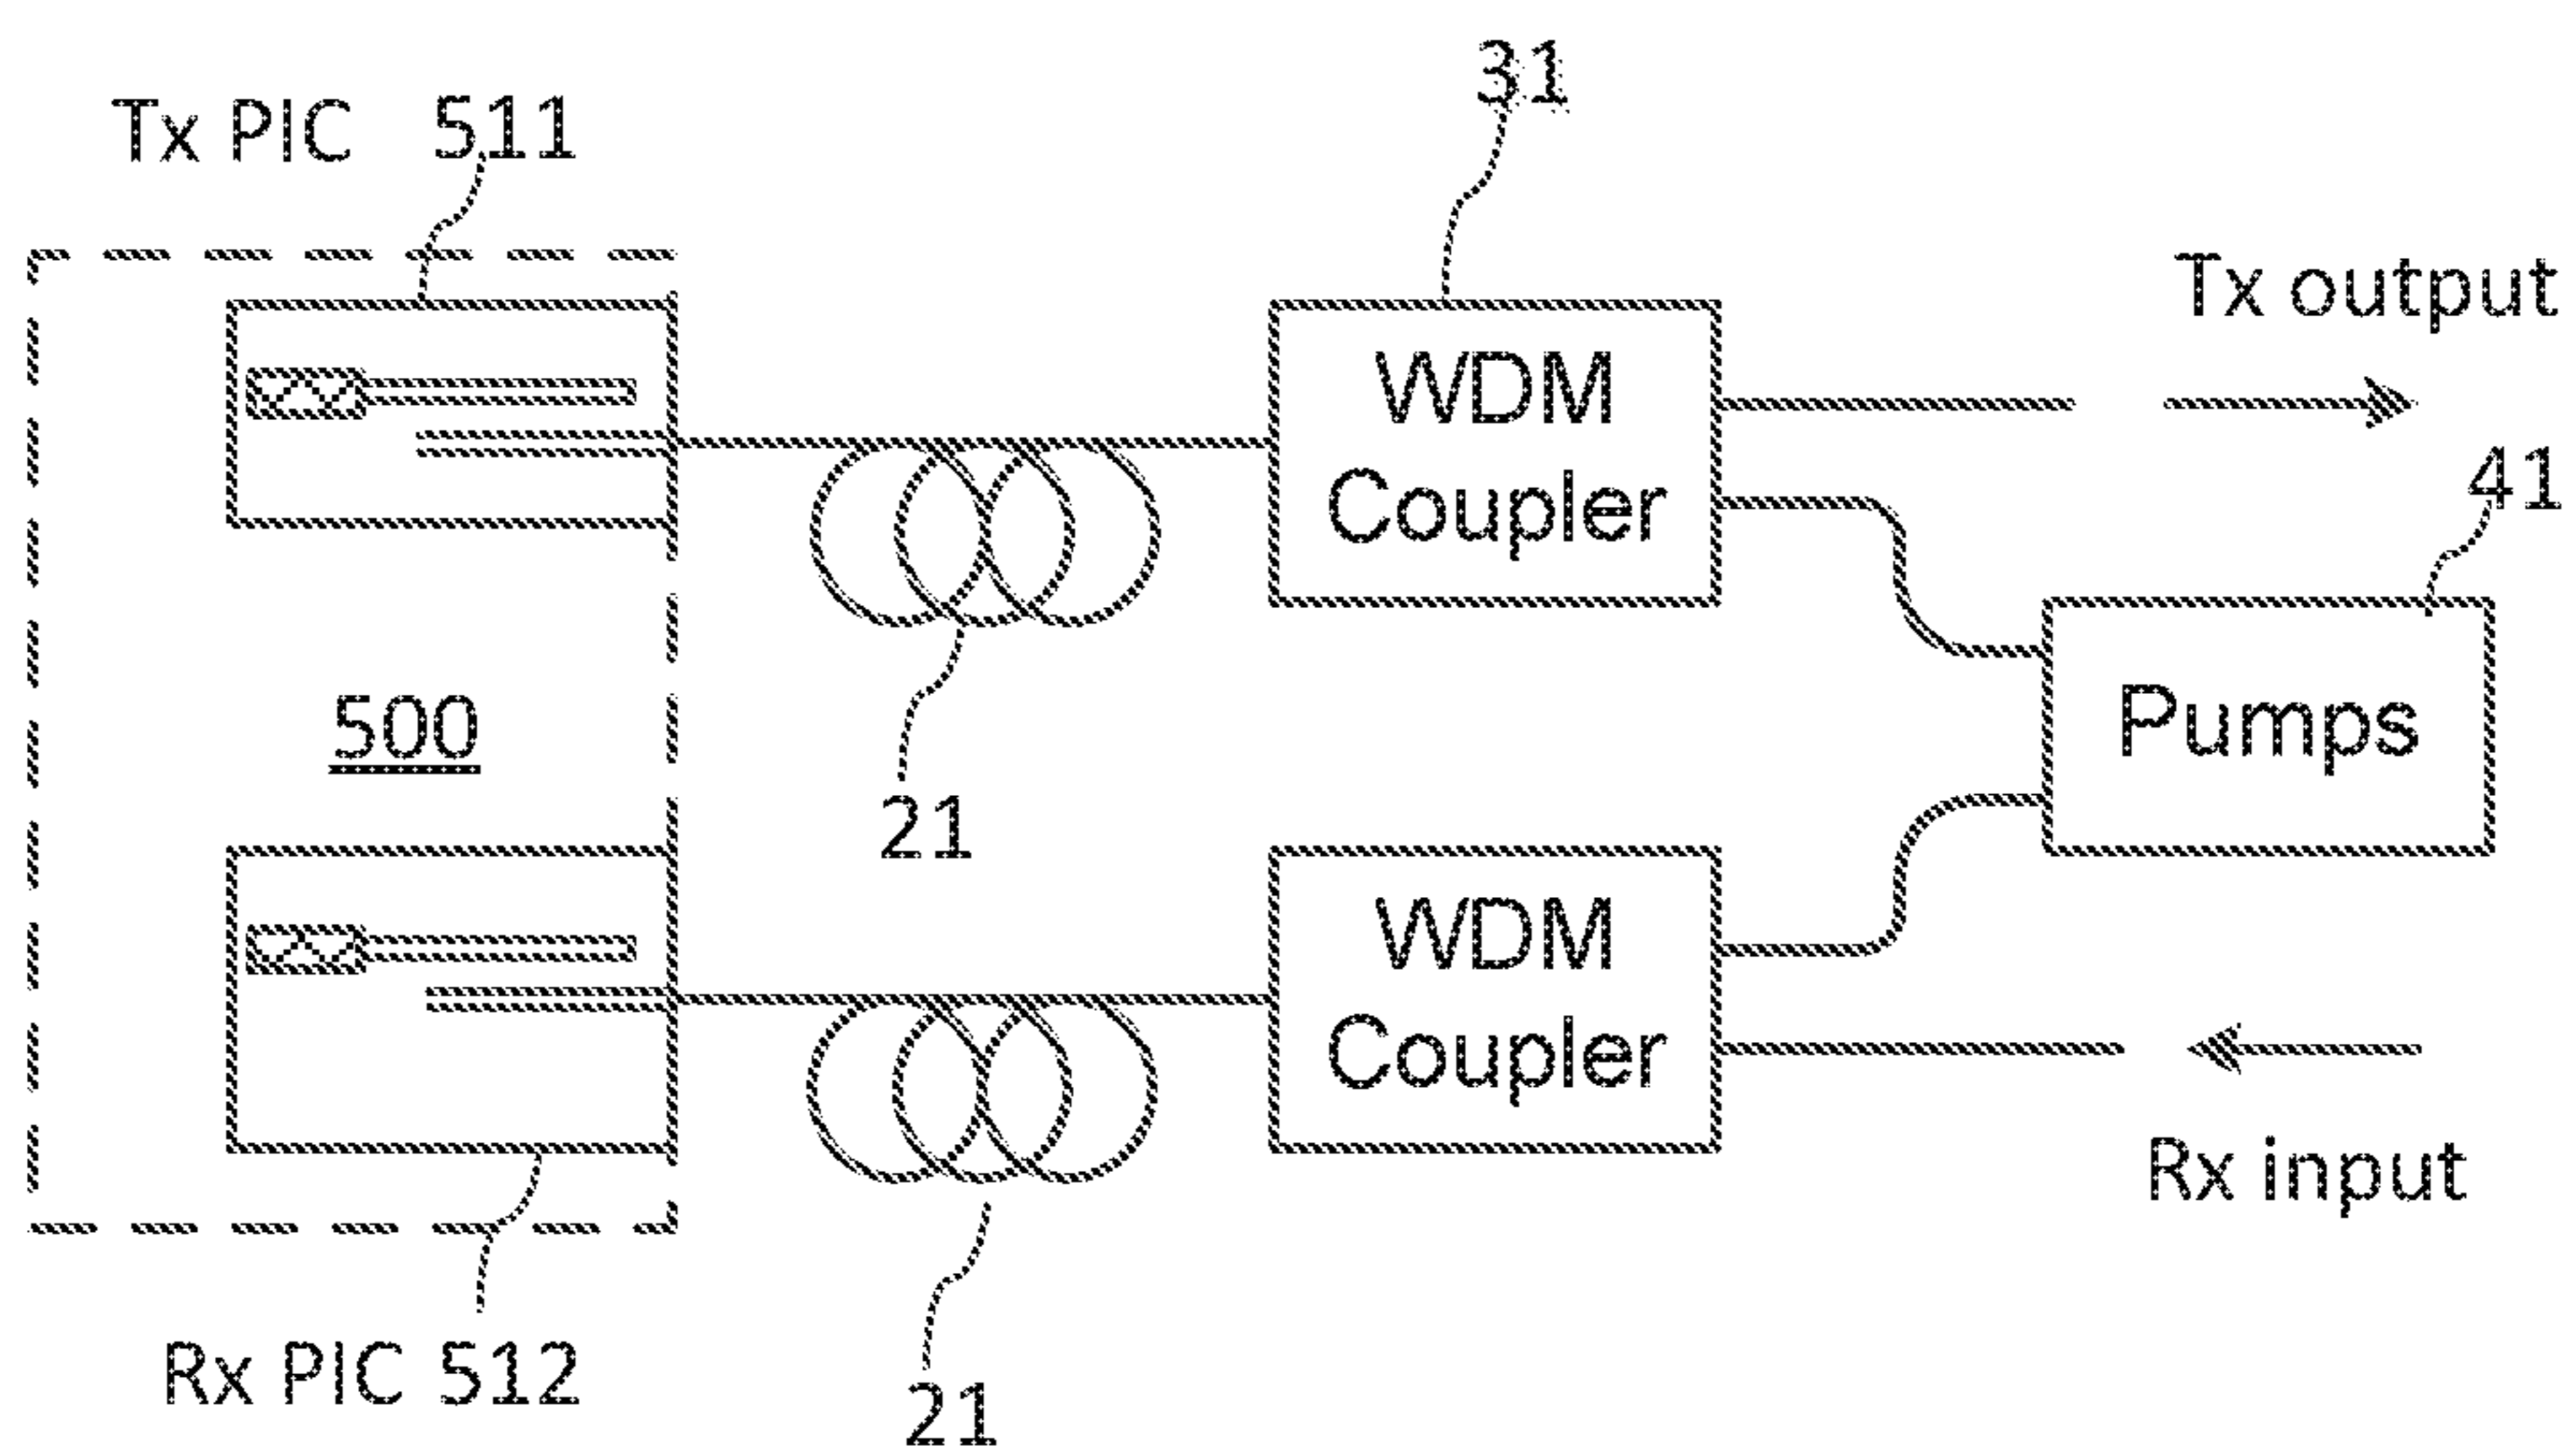 31
Tx PIC 511
Tx output
WDM
Coupler
41
500
Pumps
21
WDM
Coupler
Rx input
Rx PIC 512
21